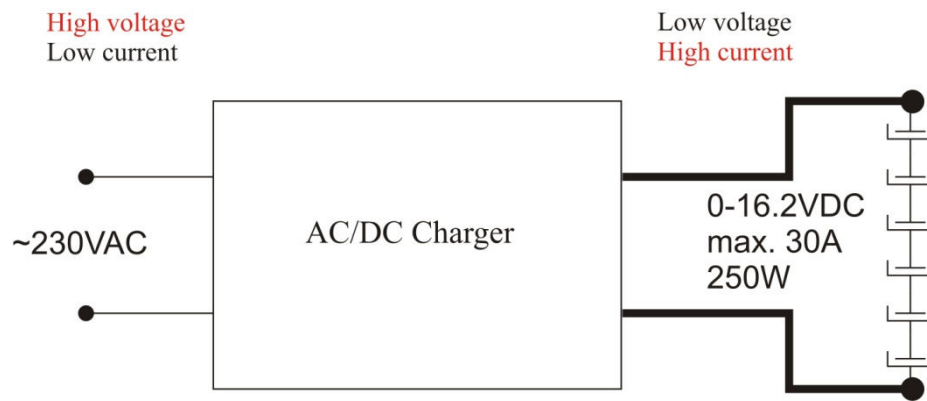 High voltage
Low current
Low voltage
High current
~230VAC
AC/DC Charger
0-16.2VDC
max. 30A
250W